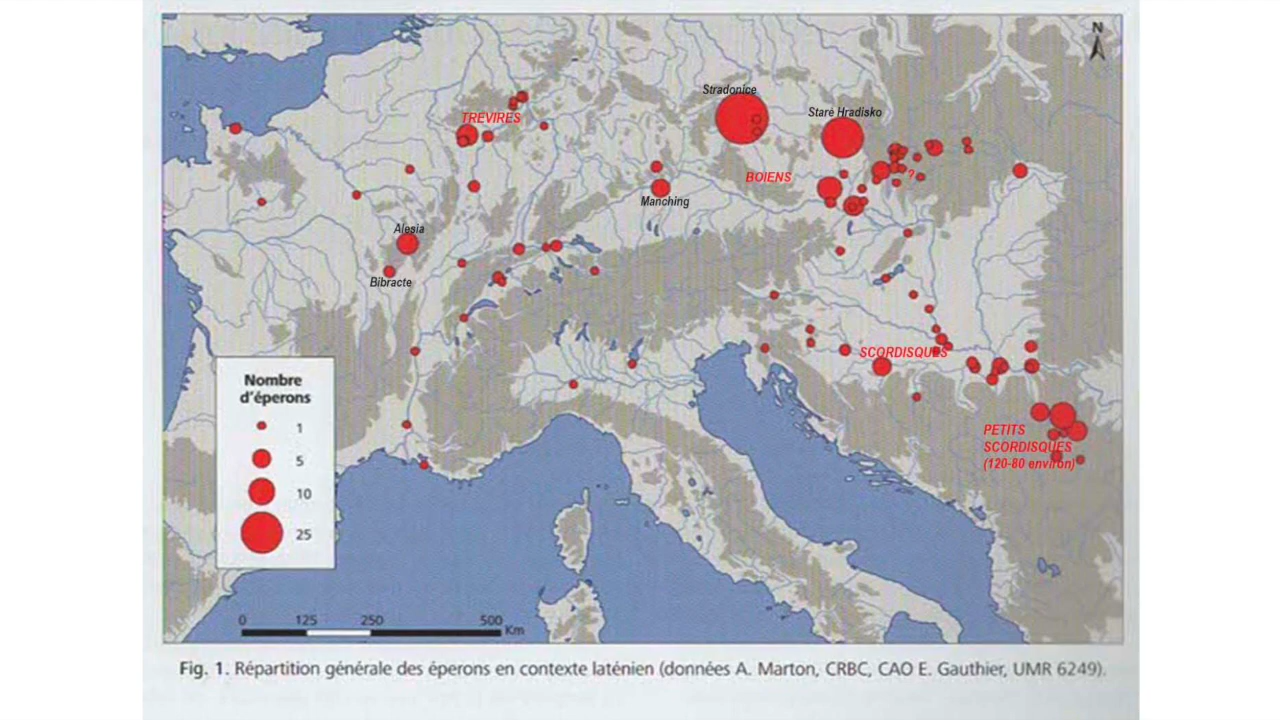 N
Stradonice
Staré Hradisko
TREVIRES
BOIENS
?
Manching
Alesia
Bibracte
SCORDISQUES
PETITS
SCORDISQUES
(120-80 environ)
Nombre
d'éperons
1
5
10
25
0 125 250 500
Km
Fig. 1. Répartition générale des éperons en contexte laténien (données A. Marton, CRBC, CAO E. Gauthier, UMR 6249).